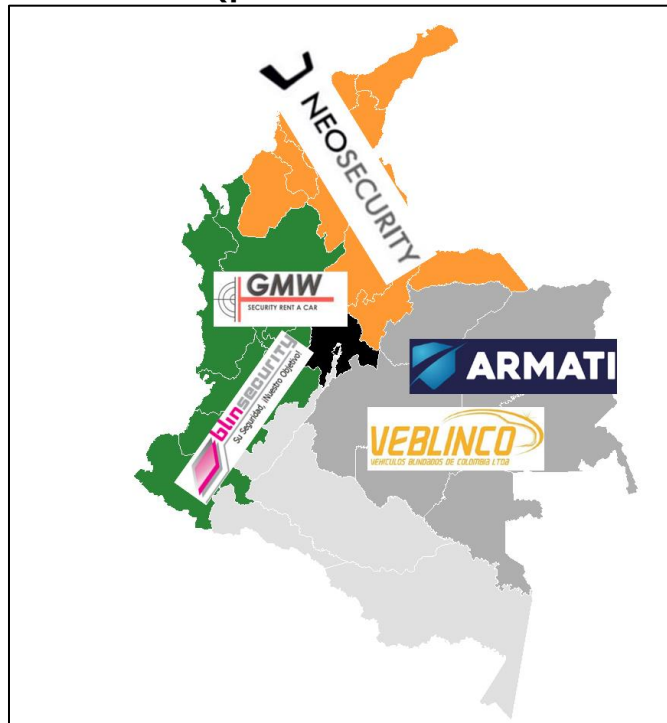 NEOSECURITY
GMW
SECURITY RENT A CAR
blinsecurity
Su Seguridad, ¡Nuestro Objetivo!
ARMATI
VEBLINCO
VEHICULOS BLINDADOS DE COLOMBIA LTDA